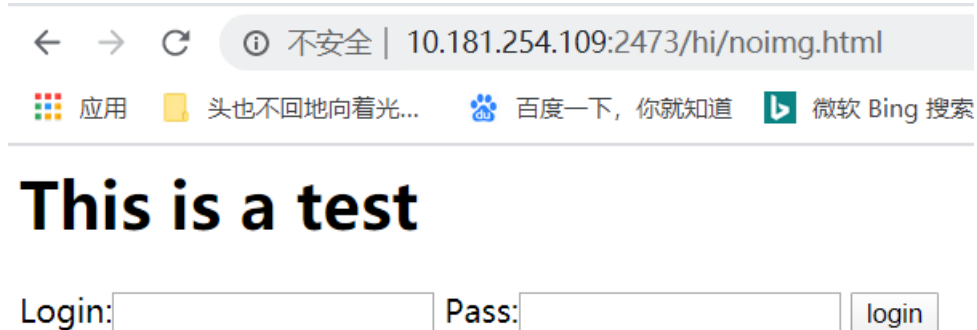 不安全 | 10.181.254.109:2473/hi/noimg.html
应用 头也不回地向着光... 百度一下，你就知道 微软 Bing 搜索
This is a test
Login: Pass: login